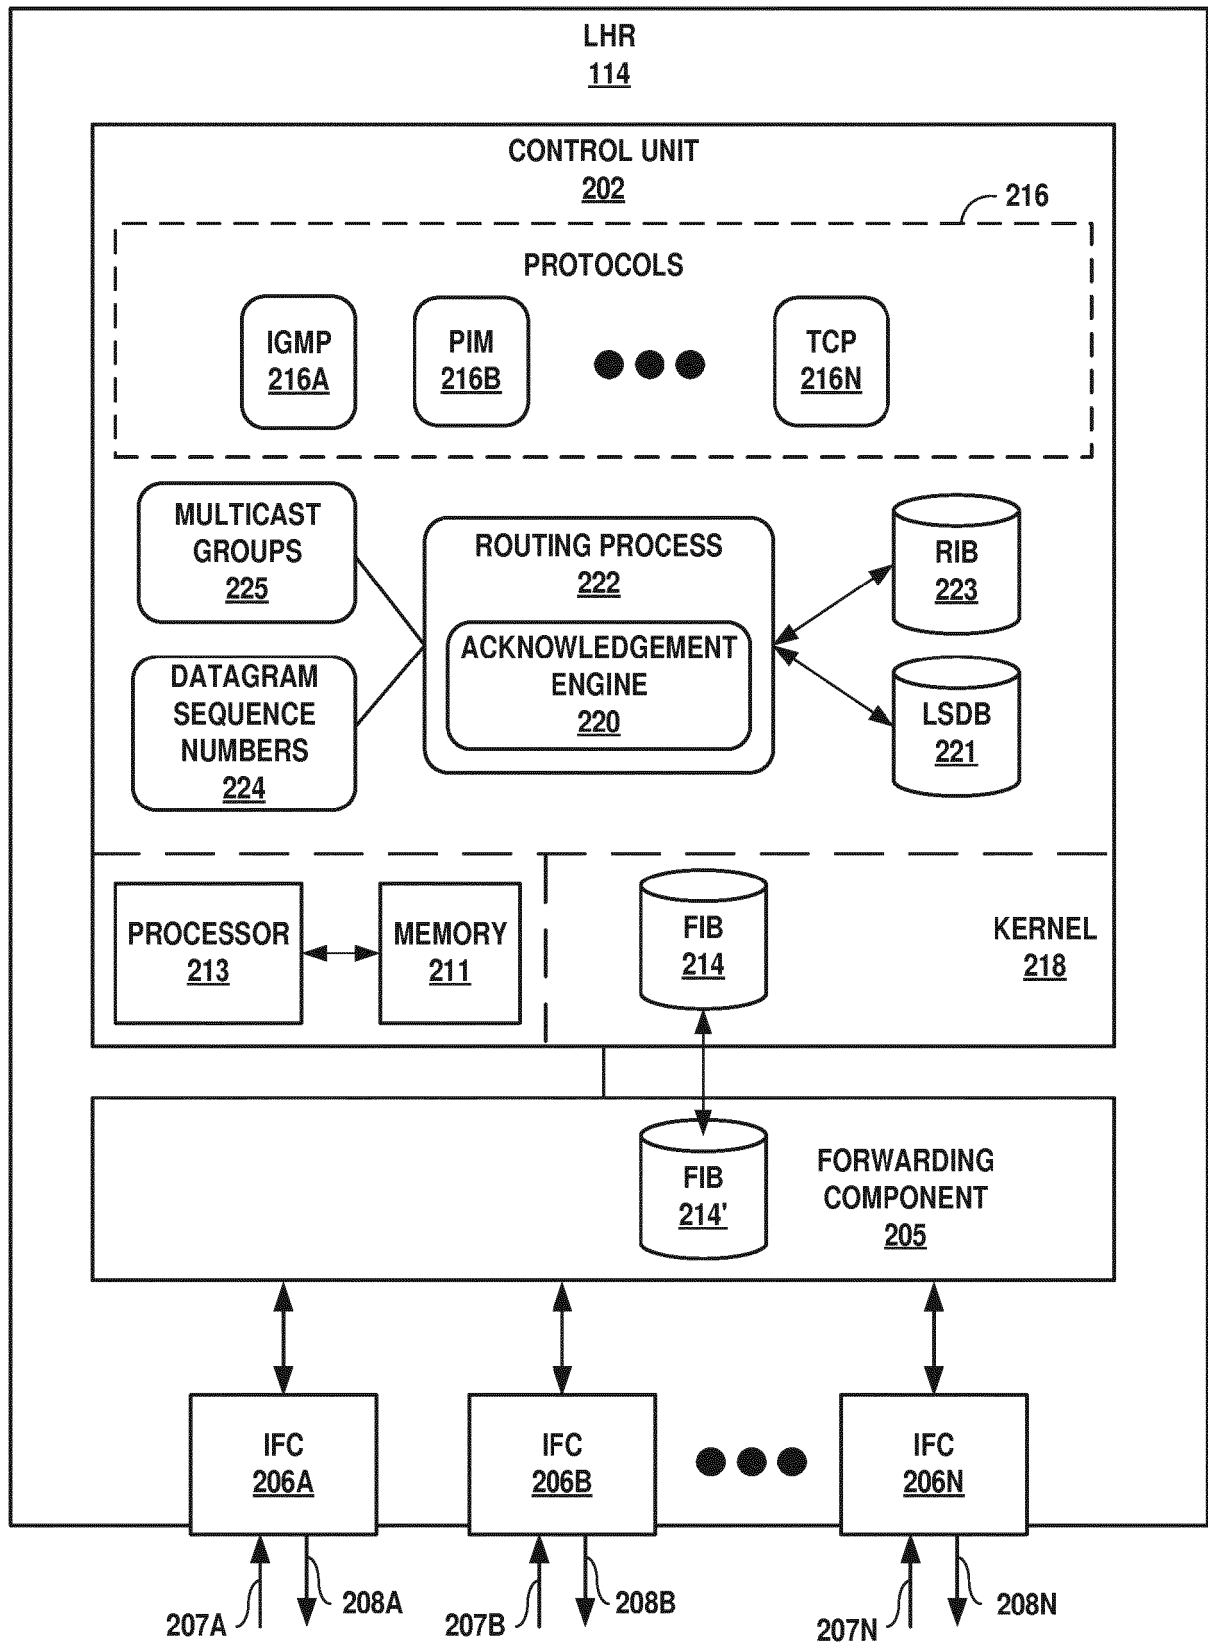 LHR
114
CONTROL UNIT
202
216
PROTOCOLS
IGMP
216A
PIM
216B
TCP
216N
MULTICAST
GROUPS
225
ROUTING PROCESS
222
RIB
223
ACKNOWLEDGEMENT
ENGINE
220
DATAGRAM
SEQUENCE
NUMBERS
224
LSDB
221
PROCESSOR
213
MEMORY
211
FIB
214
KERNEL
218
FIB
214'
FORWARDING
COMPONENT
205
IFC
206A
IFC
206B
IFC
206N
207A
208A
207B
208B
207N
208N